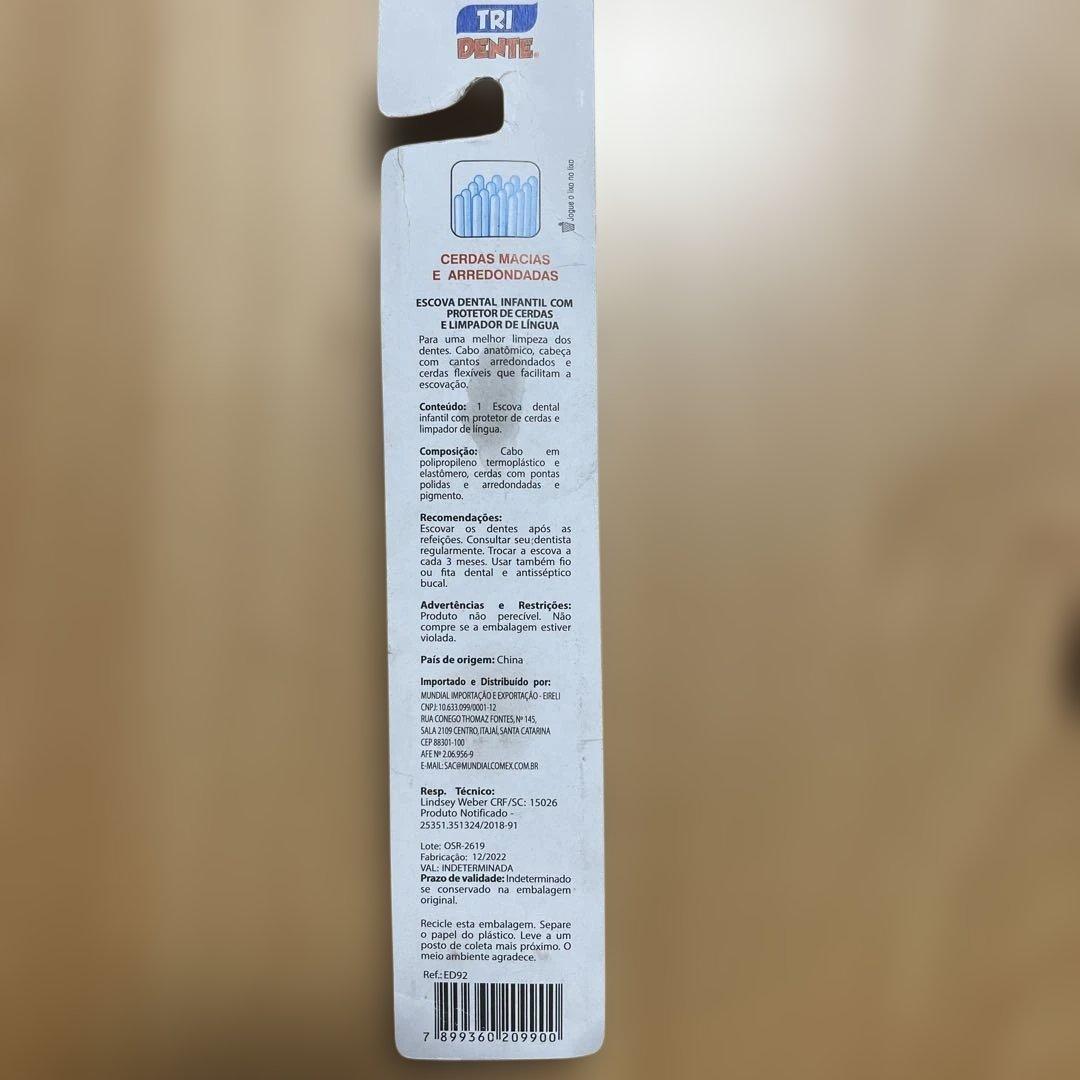 TRI
DENTE®
Jogue o lixo no lixo
CERDAS MACIAS
E ARREDONDADAS
ESCOVA DENTAL INFANTIL COM
PROTETOR DE CERDAS
E LIMPADOR DE LÍNGUA
Para uma melhor limpeza dos
dentes. Cabo anatômico, cabeça
com cantos arredondados e
cerdas flexíveis que facilitam a
escovação.
Conteúdo: 1 Escova dental
infantil com protetor de cerdas e
limpador de língua.
Composição: Cabo em
polipropileno termoplástico e
elastômero, cerdas com pontas
polidas e arredondadas e
pigmento.
Recomendações:
Escovar os dentes após as
refeições. Consultar seu dentista
regularmente. Trocar a escova a
cada 3 meses. Usar também fio
ou fita dental e antisséptico
bucal.
Advertências e Restrições:
Produto não perecível. Não
compre se a embalagem estiver
violada.
País de origem: China
Importado e Distribuído por:
MUNDIAL IMPORTAÇÃO E EXPORTAÇÃO - EIRELI
CNPJ: 10.633.099/0001-12
RUA CONEGO THOMAZ FONTES, Nº 145,
SALA 2109 CENTRO, ITAJAÍ, SANTA CATARINA
CEP 88301-100
AFE Nº 2.06.956-9
E-MAIL: SAC@MUNDIALCOMEX.COM.BR
Resp. Técnico:
Lindsey Weber CRF/SC: 15026
Produto Notificado -
25351.351324/2018-91
Lote: OSR-2619
Fabricação: 12/2022
VAL: INDETERMINADA
Prazo de validade: Indeterminado
se conservado na embalagem
original.
Recicle esta embalagem. Separe
o papel do plástico. Leve a um
posto de coleta mais próximo. O
meio ambiente agradece.
Ref.: ED92
7 899360 209900